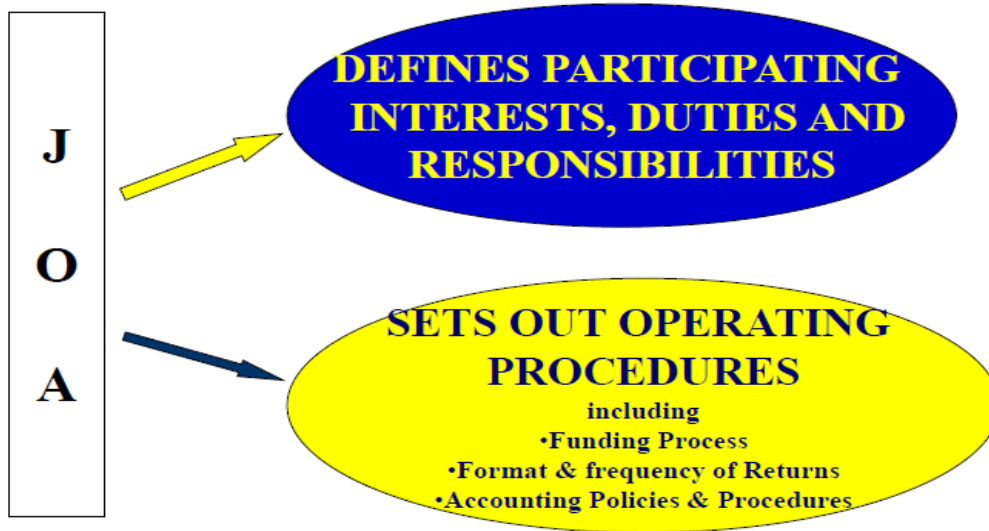 J
O
A
DEFINES PARTICIPATING
INTERESTS, DUTIES AND
RESPONSIBILITIES
SETS OUT OPERATING
PROCEDURES
including
•Funding Process
•Format & frequency of Returns
•Accounting Policies & Procedures